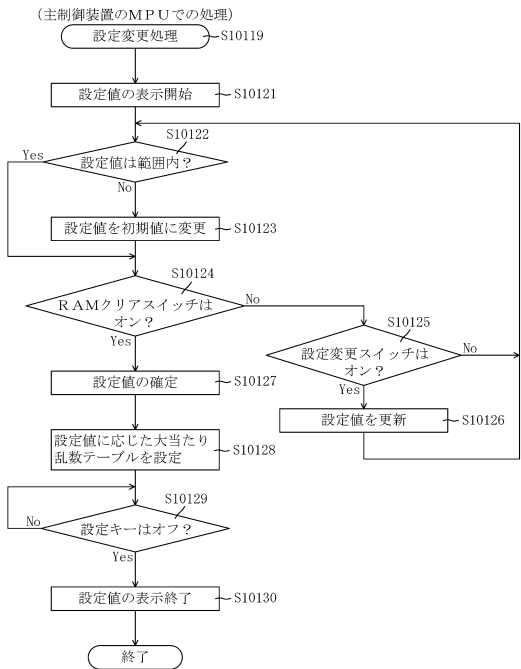 （主制御装置のＭＰＵでの処理）
設定変更処理
S10119
設定値の表示開始
S10121
S10122
Yes
設定値は範囲内？
No
設定値を初期値に変更
S10123
S10124
ＲＡＭクリアスイッチは
オン？
No
Yes
S10125
設定変更スイッチは
オン？
No
Yes
設定値の確定
S10127
設定値を更新
S10126
設定値に応じた大当たり
乱数テーブルを設定
S10128
S10129
設定キーはオフ？
No
Yes
設定値の表示終了
S10130
終了